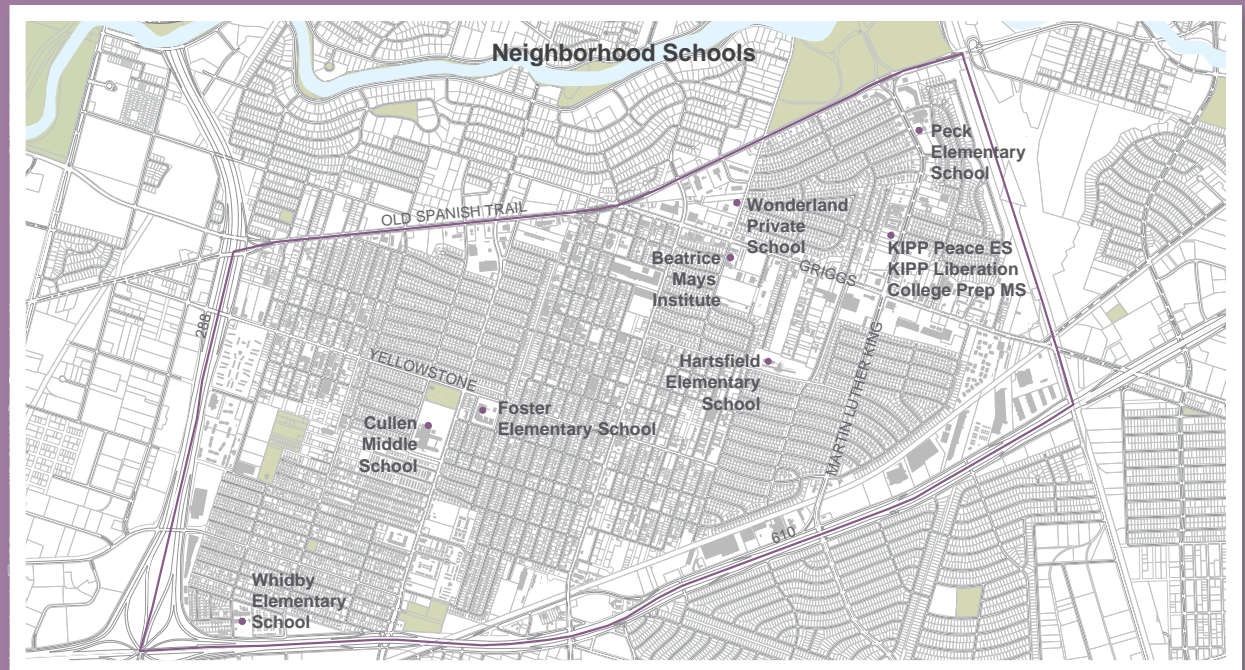 Neighborhood Schools
Peck
Elementary
School
Wonderland
Private
School
OLD SPANISH TRAIL
KIPP Peace ES
KIPP Liberation
College Prep MS
Beatrice
Mays
Institute
GRIGGS
288
YELLOWSTONE
MARTIN LUTHER KING
Hartsfield
Elementary
School
Foster
Elementary School
Cullen
Middle
School
610
Whidby
Elementary
School